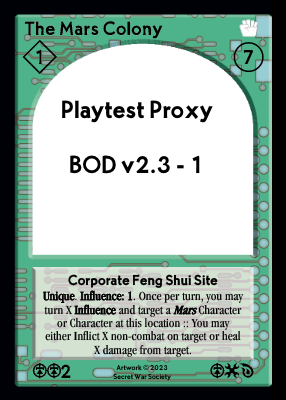 The Mars Colony
1
7
Playtest Proxy
BOD v2.3 - 1
Corporate Feng Shui Site
Unique. Influence: 1. Once per turn, you may
turn X Influence and target a Mars Character
or Character at this location :: You may
either Inflict X non-combat on target or heal
X damage from target.
2
Artwork © 2023
Secret War Society